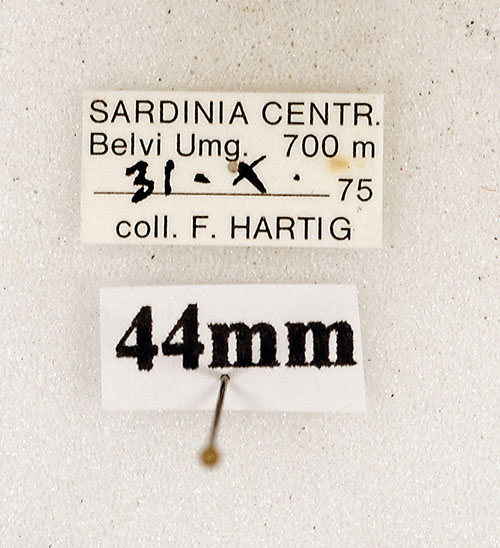 SARDINIA CENTR.
Belvi Umg. 700 m
31 - X. 75
coll. F. HARTIG
44mm